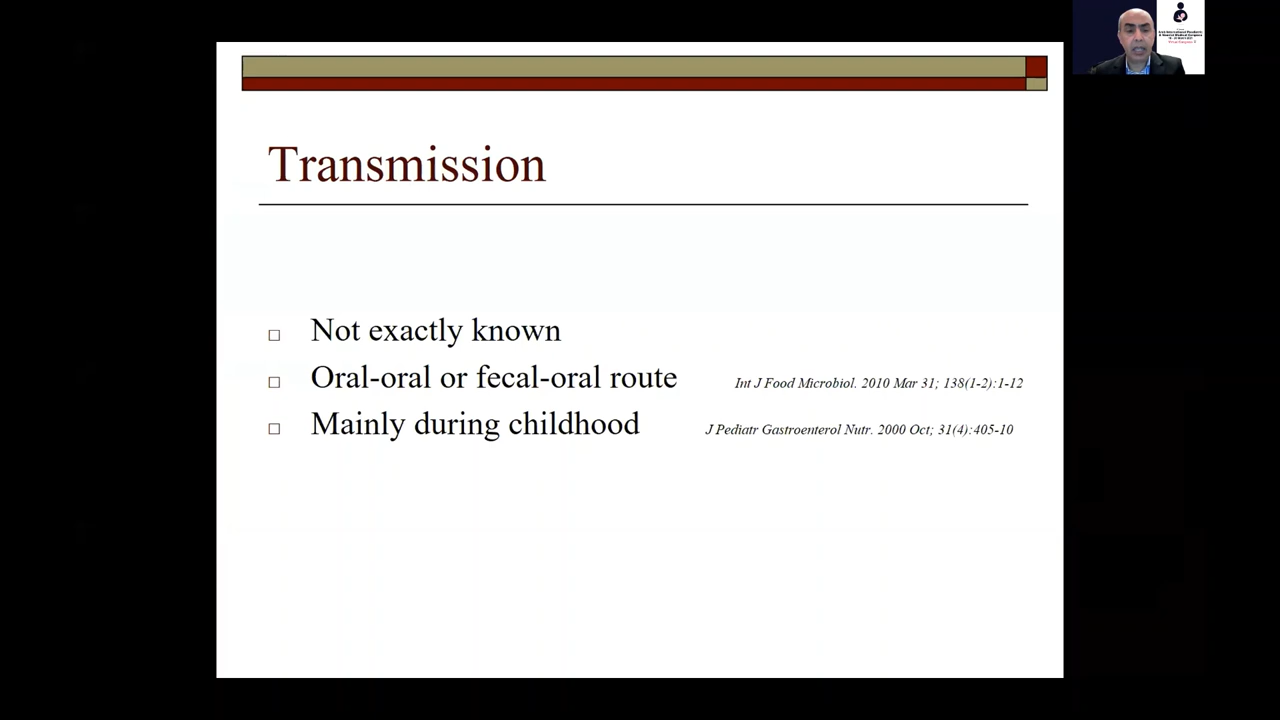 Transmission
Not exactly known
Oral-oral or fecal-oral route Int J Food Microbiol. 2010 Mar 31; 138(1-2):1-12
Mainly during childhood J Pediatr Gastroenterol Nutr. 2000 Oct; 31(4):405-10